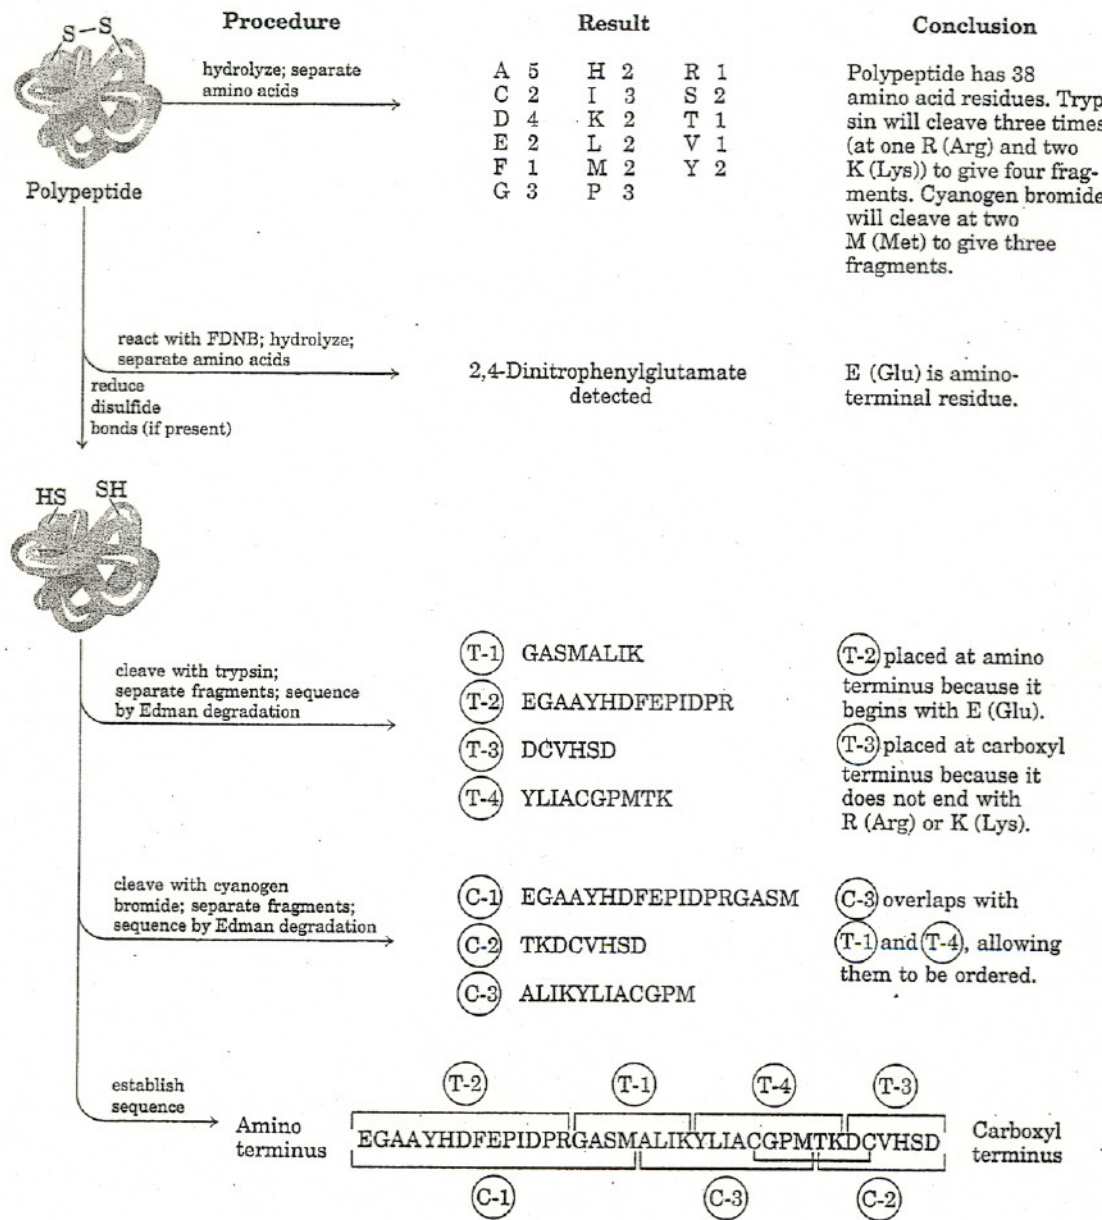 Procedure
Result
Conclusion
S—S
hydrolyze; separate
amino acids
A 5 H 2 R 1
C 2 I 3 S 2
D 4 K 2 T 1
E 2 L 2 V 1
F 1 M 2 Y 2
G 3 P 3
Polypeptide has 38
amino acid residues. Tryp
sin will cleave three times
(at one R (Arg) and two
K (Lys)) to give four frag-
ments. Cyanogen bromide
will cleave at two
M (Met) to give three
fragments.
Polypeptide
react with FDNB; hydrolyze;
separate amino acids
2,4-Dinitrophenylglutamate
detected
E (Glu) is amino-
terminal residue.
reduce
disulfide
bonds (if present)
HS SH
cleave with trypsin;
separate fragments; sequence
by Edman degradation
T-1 GASMALIK
T-2 EGAAYHDFEPIDPR
T-3 DCVHSD
T-4 YLIACGPMTK
T-2 placed at amino
terminus because it
begins with E (Glu).
T-3 placed at carboxyl
terminus because it
does not end with
R (Arg) or K (Lys).
cleave with cyanogen
bromide; separate fragments;
sequence by Edman degradation
C-1 EGAAYHDFEPIDPRGASM
C-2 TKDCVHSD
C-3 ALIKYLIACGPM
C-3 overlaps with
T-1 and T-4, allowing
them to be ordered.
establish
sequence
T-2 T-1 T-4 T-3
Amino
terminus
EGAAYHDFEPIDPRGASMALIKYLIACGPMTKDCVHSD
Carboxyl
terminus
C-1 C-3 C-2